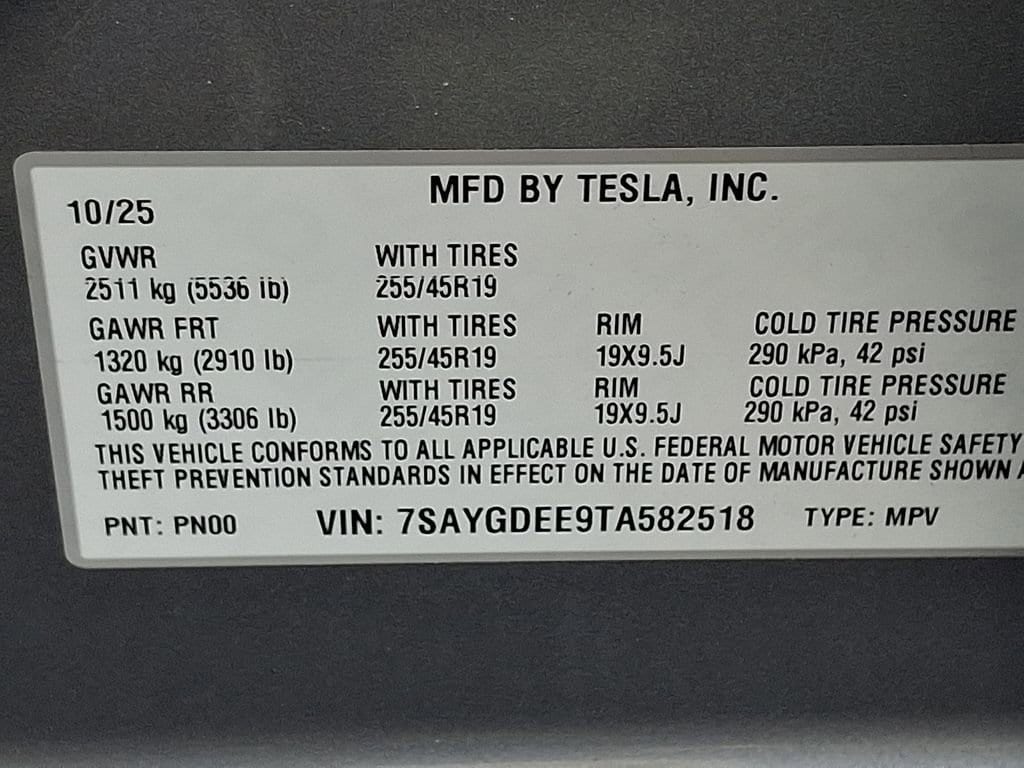 MFD BY TESLA, INC.
10/25
GVWR WITH TIRES
2511 kg (5536 lb) 255/45R19
GAWR FRT WITH TIRES RIM COLD TIRE PRESSURE
1320 kg (2910 lb) 255/45R19 19X9.5J 290 kPa, 42 psi
GAWR RR WITH TIRES RIM COLD TIRE PRESSURE
1500 kg (3306 lb) 255/45R19 19X9.5J 290 kPa, 42 psi
THIS VEHICLE CONFORMS TO ALL APPLICABLE U.S. FEDERAL MOTOR VEHICLE SAFETY
THEFT PREVENTION STANDARDS IN EFFECT ON THE DATE OF MANUFACTURE SHOWN
PNT: PN00 VIN: 7SAYGDEE9TA582518 TYPE: MPV